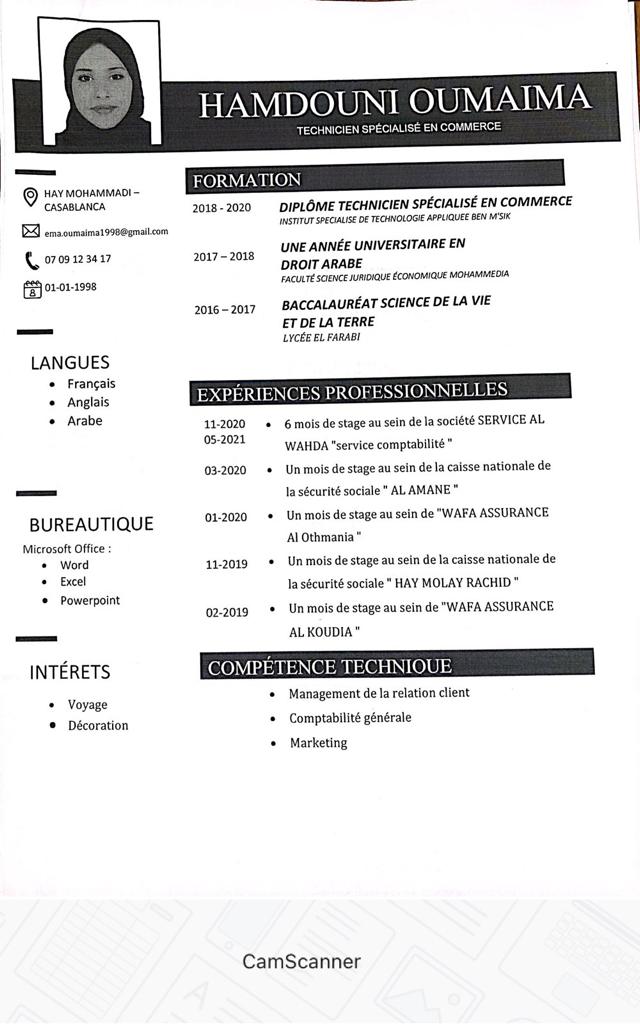 HAMDOUNI OUMAIMA
TECHNICIEN SPÉCIALISÉ EN COMMERCE
HAY MOHAMMADI –
CASABLANCA
ema.oumaima1998@gmail.com
07 09 12 34 17
8
01-01-1998
LANGUES
• Français
• Anglais
• Arabe
BUREAUTIQUE
Microsoft Office :
• Word
• Excel
• Powerpoint
INTÉRETS
• Voyage
• Décoration
FORMATION
2018 - 2020 DIPLÔME TECHNICIEN SPÉCIALISÉ EN COMMERCE
INSTITUT SPECIALISE DE TECHNOLOGIE APPLIQUEE BEN M'SIK
2017 – 2018 UNE ANNÉE UNIVERSITAIRE EN
DROIT ARABE
FACULTÉ SCIENCE JURIDIQUE ÉCONOMIQUE MOHAMMEDIA
2016 – 2017 BACCALAURÉAT SCIENCE DE LA VIE
ET DE LA TERRE
LYCÉE EL FARABI
EXPÉRIENCES PROFESSIONNELLES
11-2020 • 6 mois de stage au sein de la société SERVICE AL
05-2021 WAHDA "service comptabilité "
03-2020 • Un mois de stage au sein de la caisse nationale de
la sécurité sociale " AL AMANE "
01-2020 • Un mois de stage au sein de "WAFA ASSURANCE
Al Othmania "
11-2019 • Un mois de stage au sein de la caisse nationale de
la sécurité sociale " HAY MOLAY RACHID "
02-2019 • Un mois de stage au sein de "WAFA ASSURANCE
AL KOUDIA "
COMPÉTENCE TECHNIQUE
• Management de la relation client
• Comptabilité générale
• Marketing
CamScanner